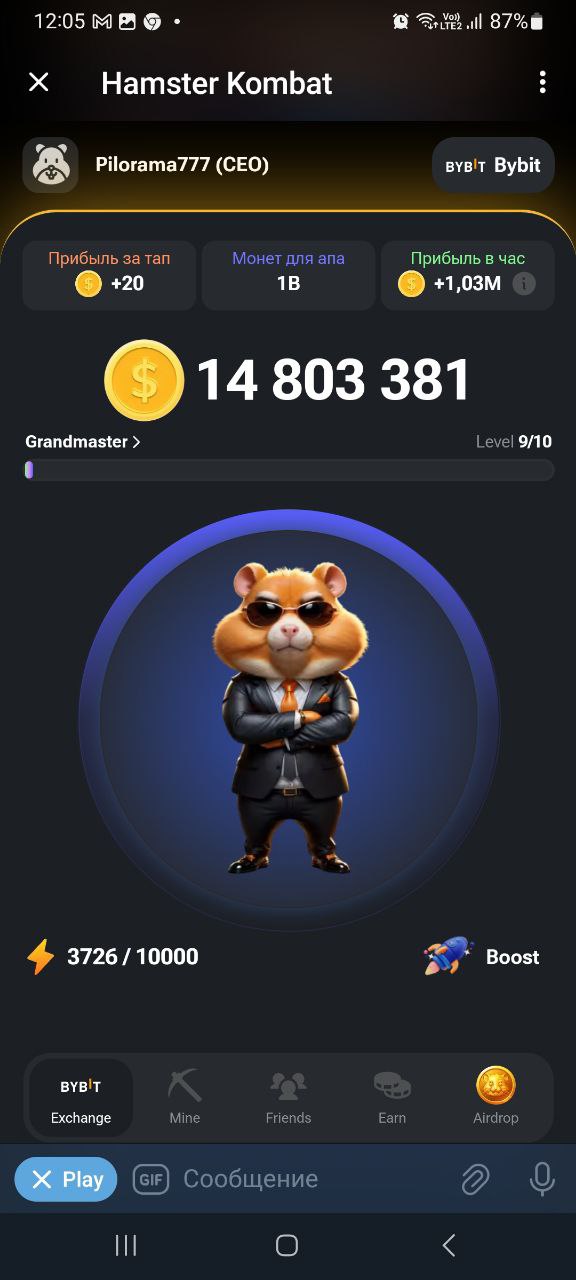 12:05
Vo)) LTE2 87%
Hamster Kombat
Pilorama777 (CEO)
BYBIT Bybit
Прибыль за тап
+20
Монет для апа
1B
Прибыль в час
+1,03M
14 803 381
Grandmaster >
Level 9/10
3726 / 10000
Boost
BYBIT
Exchange
Mine
Friends
Earn
Airdrop
Play
GIF
Сообщение